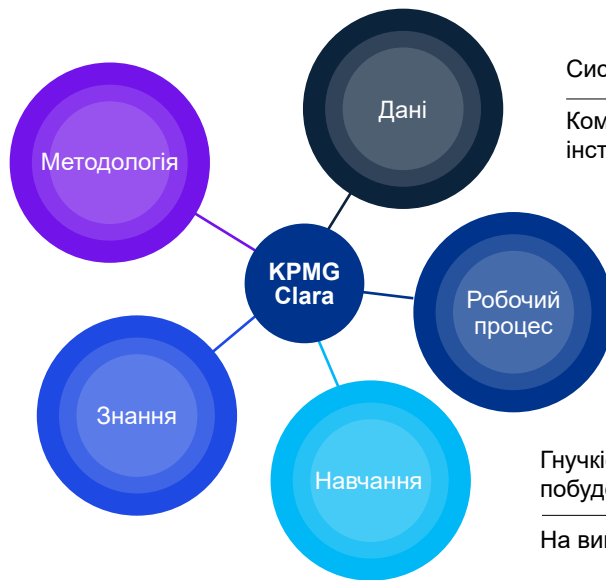 Дані
Методологія
KPMG
Clara
Робочий
процес
Знання
Навчання